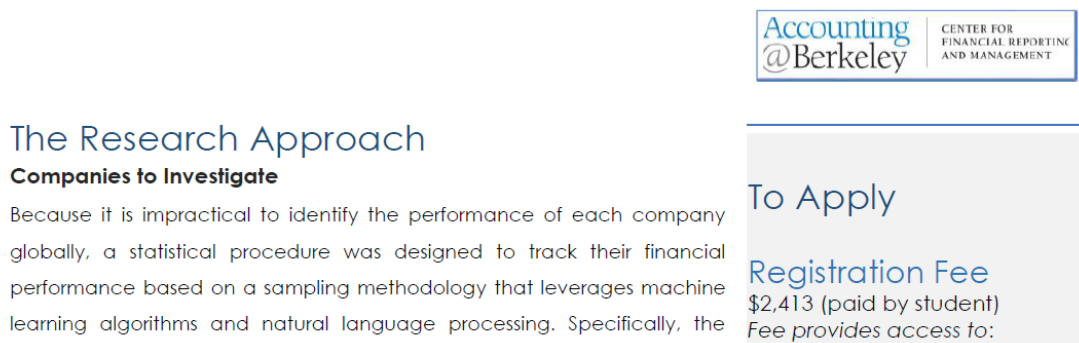 Accounting
@Berkeley
CENTER FOR
FINANCIAL REPORTING
AND MANAGEMENT
The Research Approach
Companies to Investigate
Because it is impractical to identify the performance of each company
globally, a statistical procedure was designed to track their financial
performance based on a sampling methodology that leverages machine
learning algorithms and natural language processing. Specifically, the
To Apply
Registration Fee
$2,413 (paid by student)
Fee provides access to: